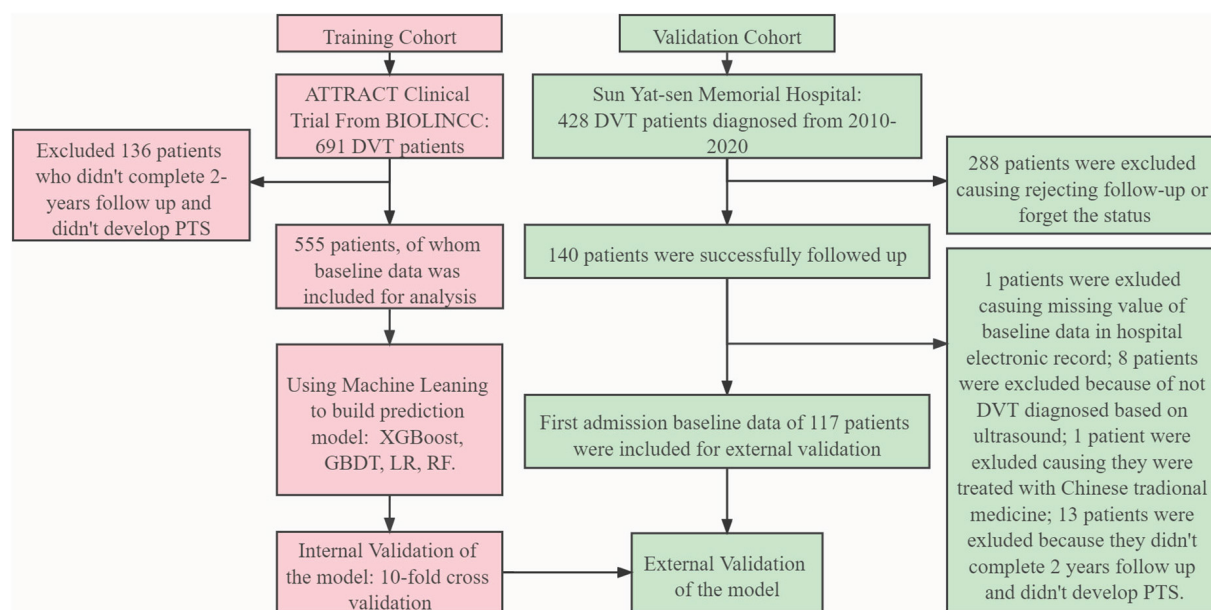 Training Cohort
Validation Cohort
ATTRACT Clinical
Trial From BIOLINCC:
691 DVT patients
Sun Yat-sen Memorial Hospital:
428 DVT patients diagnosed from 2010-
2020
Excluded 136 patients
who didn't complete 2-
years follow up and
didn't develop PTS
288 patients were excluded
causing rejecting follow-up or
forget the status
555 patients, of whom
baseline data was
included for analysis
140 patients were successfully followed up
1 patients were exluded
casuing missing value of
baseline data in hospital
electronic record; 8 patients
were excluded because of not
DVT diagnosed based on
ultrasound; 1 patient were
exluded causing they were
treated with Chinese tradional
medicine; 13 patients were
exluded because they didn't
complete 2 years follow up
and didn't develop PTS.
Using Machine Leaning
to build prediction
model:  XGBoost,
GBDT, LR, RF.
First admission baseline data of 117 patients
were included for external validation
Internal Validation of
the model: 10-fold cross
validation
External Validation
of the model